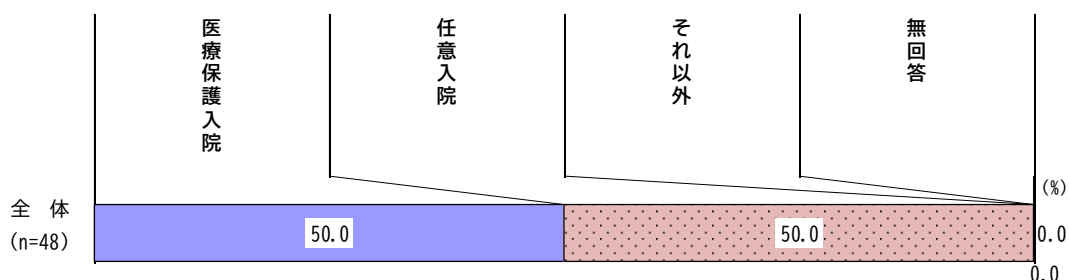 医療保護入院
任意入院
それ以外
無回答
(%)
全 体
(n=48)
50.0
50.0
0.0
0.0